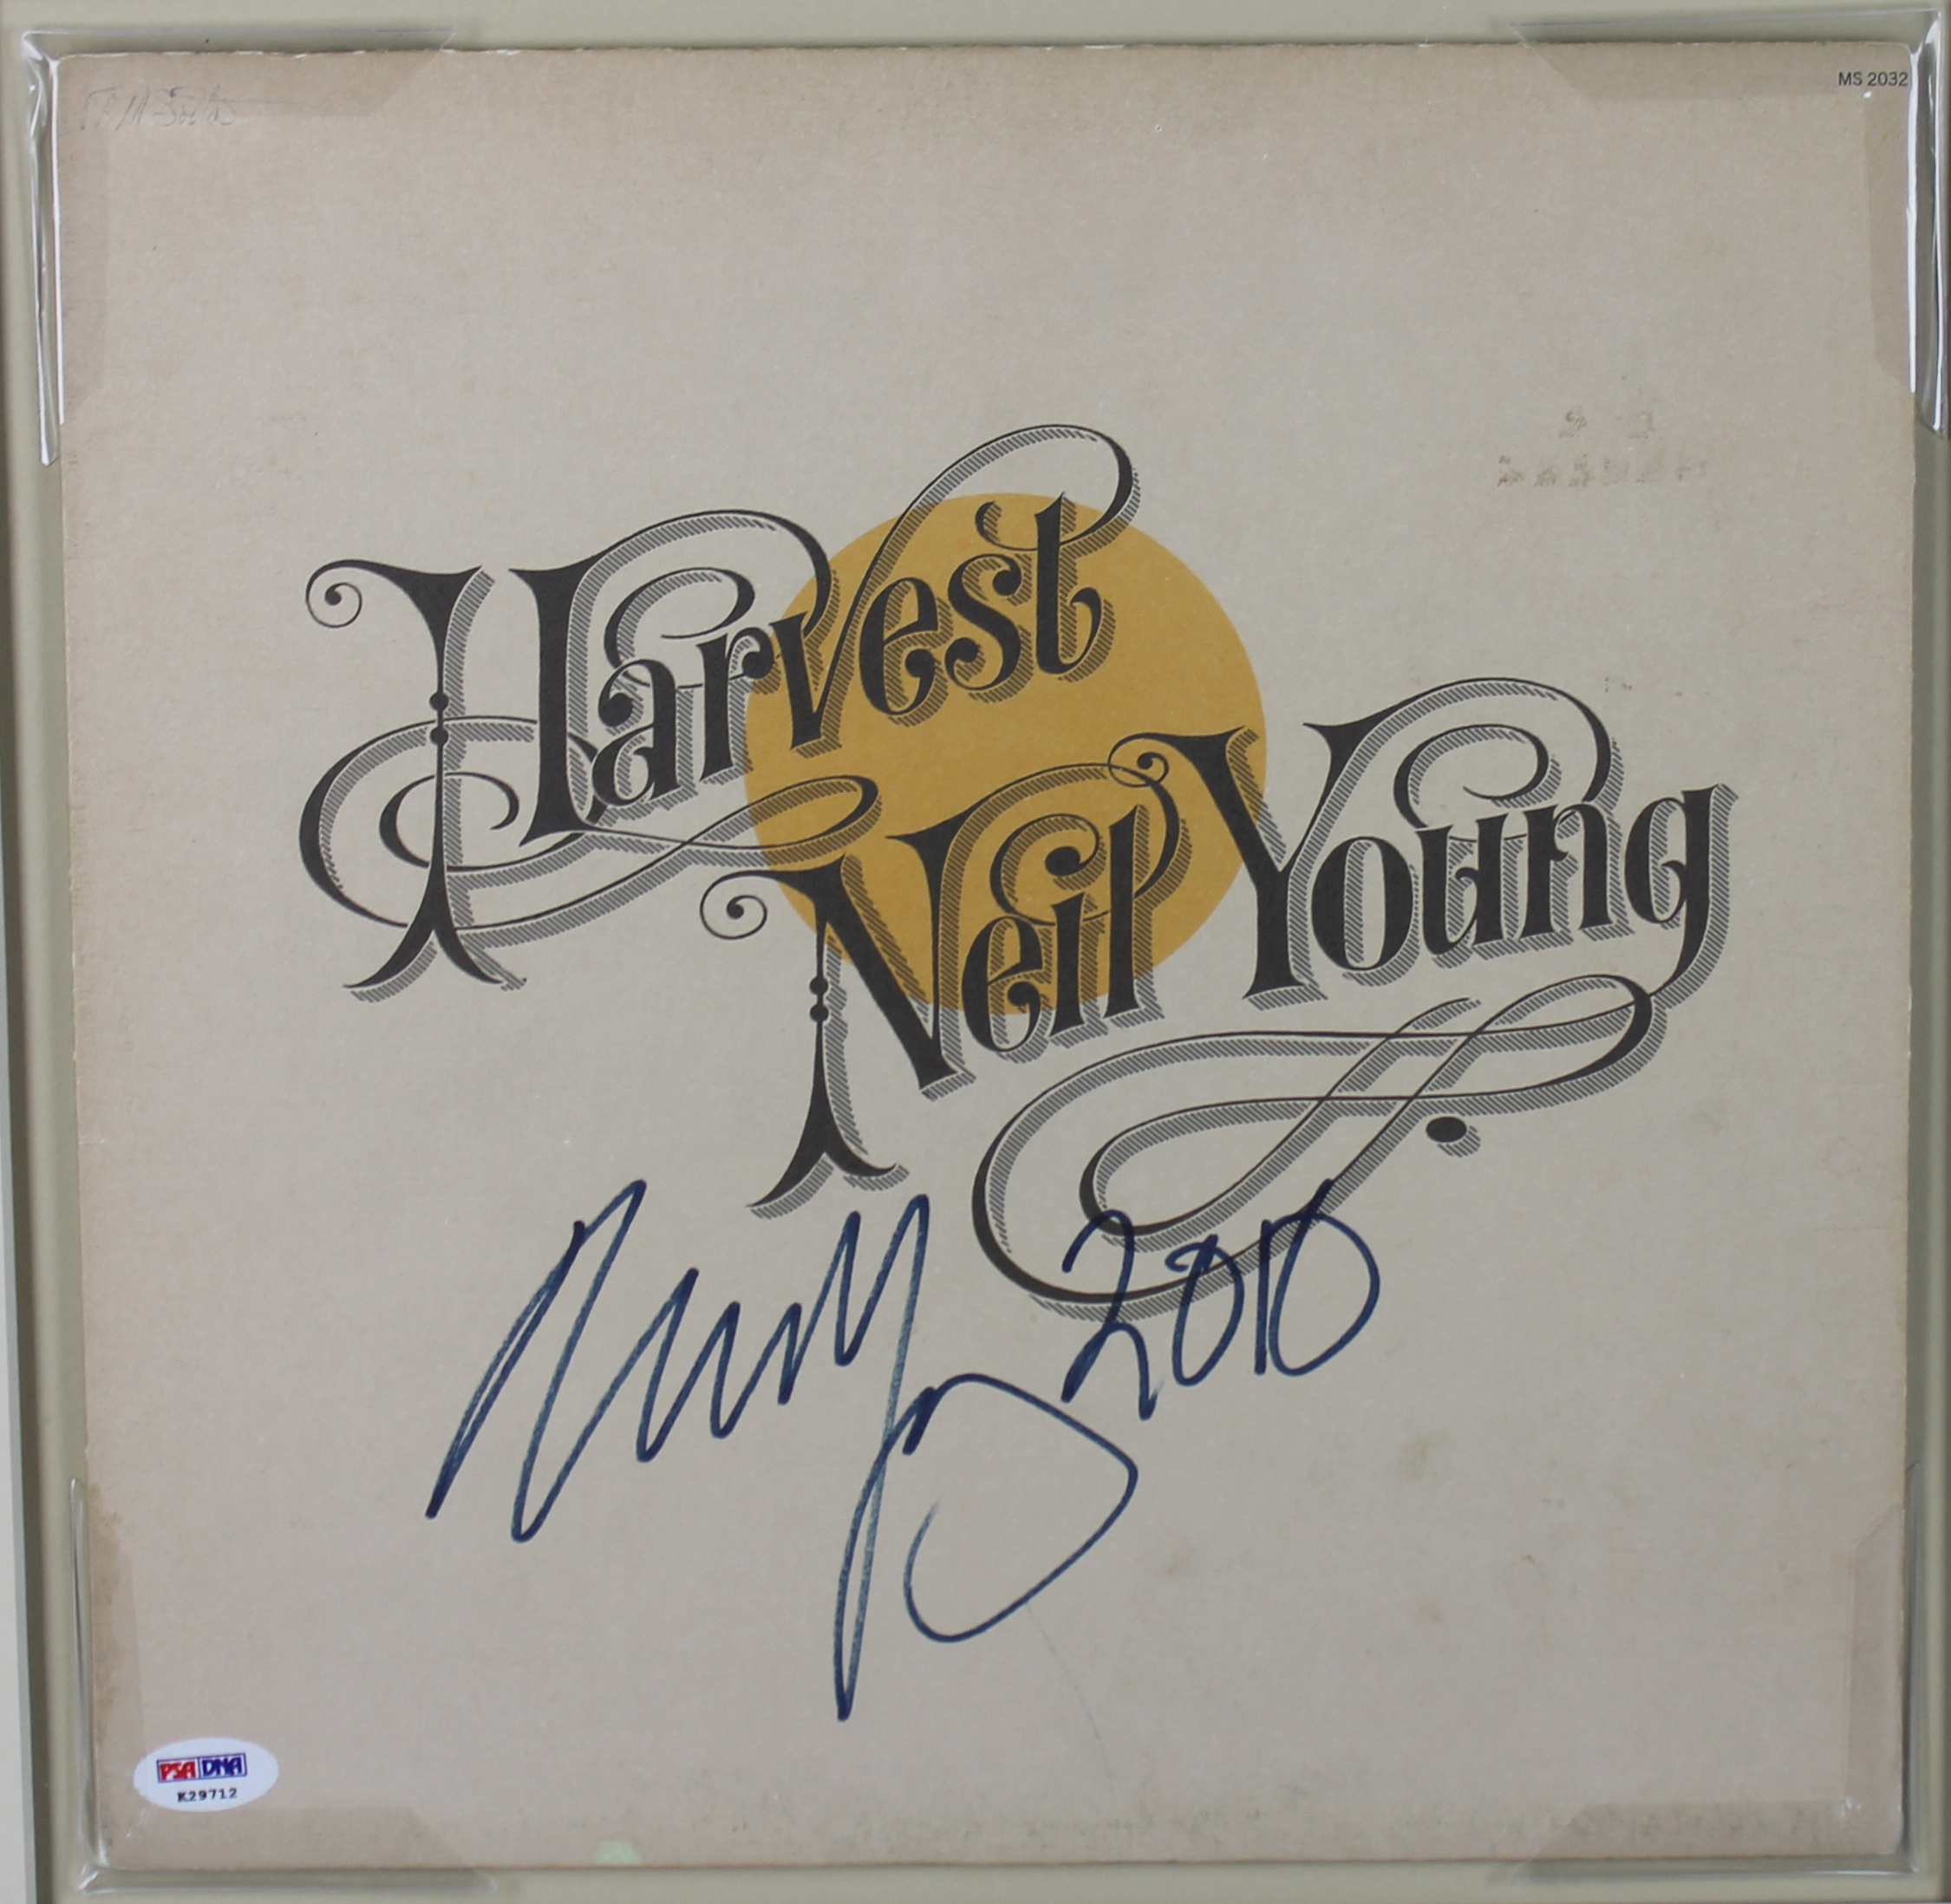 MS 2032
Harvest
Neil Young
2010
PSA DNA
K29712